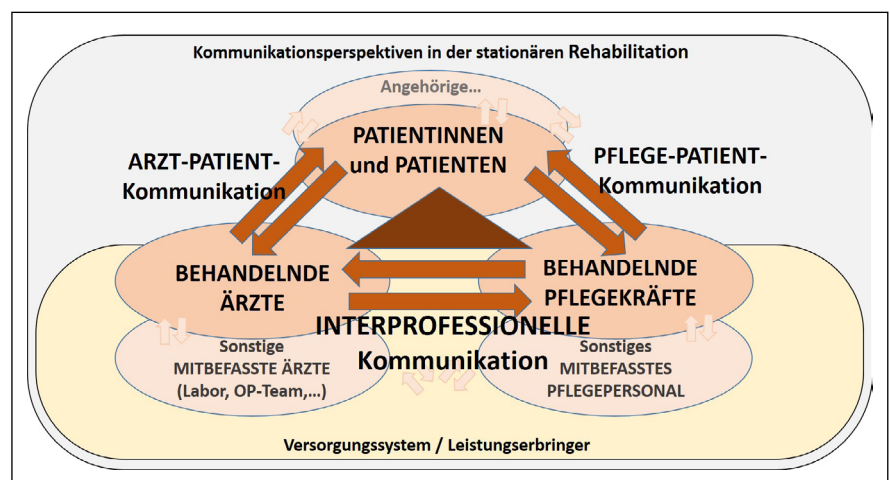 Kommunikationsperspektiven in der stationären Rehabilitation
Angehörige...
PATIENTINNEN
und PATIENTEN
ARZT-PATIENT-
Kommunikation
PFLEGE-PATIENT-
Kommunikation
BEHANDELNDE
ÄRZTE
BEHANDELNDE
PFLEGEKRÄFTE
INTERPROFESSIONELLE
Kommunikation
Sonstige
MITBEFASSTE ÄRZTE
(Labor, OP-Team,...)
Sonstiges
MITBEFASSTES
PFLEGEPERSONAL
Versorgungssystem / Leistungserbringer